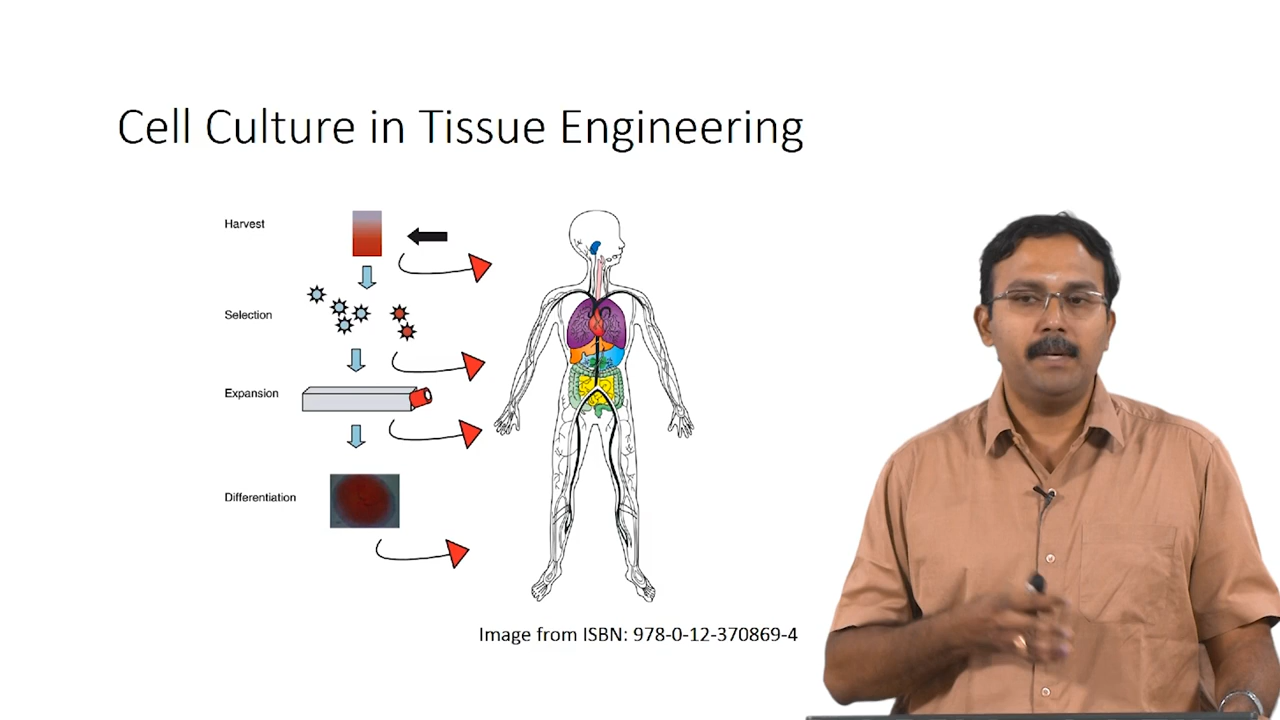 Cell Culture in Tissue Engineering
Harvest
Selection
Expansion
Differentiation
Image from ISBN: 978-0-12-370869-4